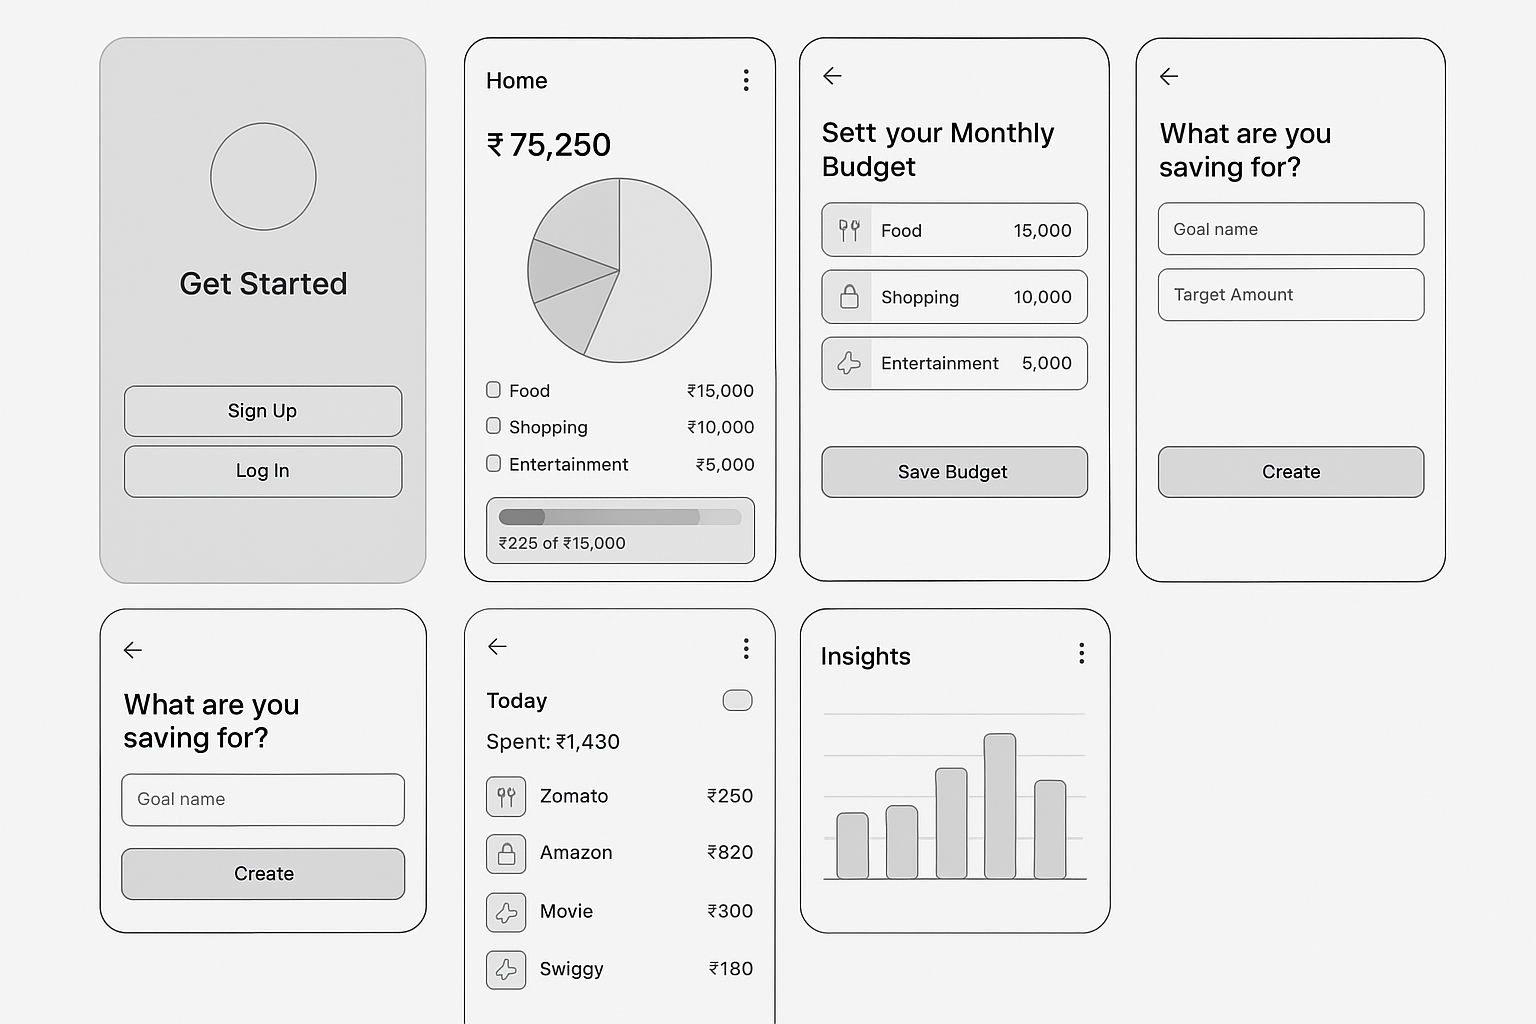 Get Started
Sign Up
Log In
Home
₹ 75,250
Food ₹15,000
Shopping ₹10,000
Entertainment ₹5,000
₹225 of ₹15,000
Sett your Monthly
Budget
Food 15,000
Shopping 10,000
Entertainment 5,000
Save Budget
What are you
saving for?
Goal name
Target Amount
Create
What are you
saving for?
Goal name
Create
Today
Spent: ₹1,430
Zomato ₹250
Amazon ₹820
Movie ₹300
Swiggy ₹180
Insights